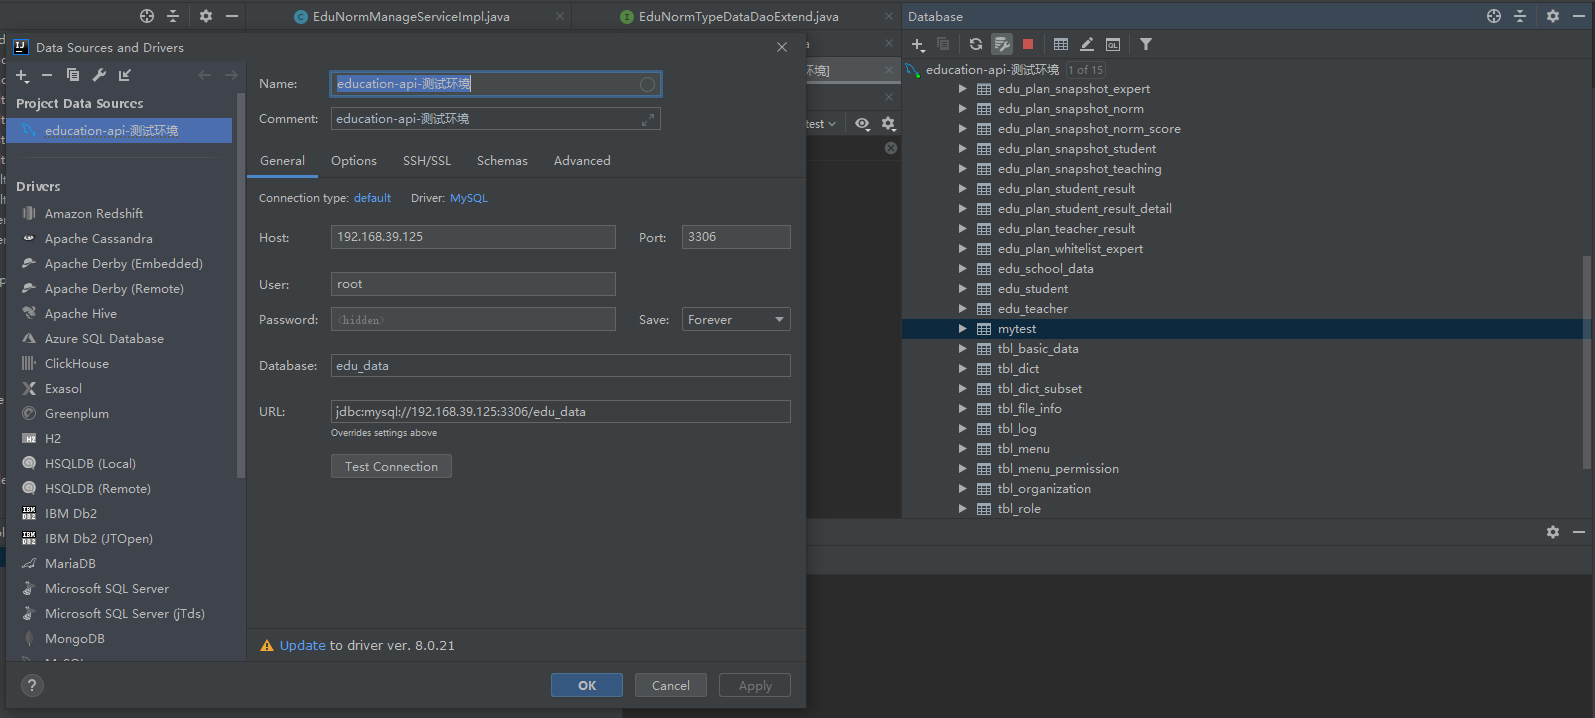 EduNormManageServiceImpl.java
EduNormTypeDataDaoExtend.java
Database
Data Sources and Drivers
Project Data Sources
education-api-测试环境
Drivers
Amazon Redshift
Apache Cassandra
Apache Derby (Embedded)
Apache Derby (Remote)
Apache Hive
Azure SQL Database
ClickHouse
Exasol
Greenplum
H2
HSQLDB (Local)
HSQLDB (Remote)
IBM Db2
IBM Db2 (JTOpen)
MariaDB
Microsoft SQL Server
Microsoft SQL Server (jTds)
MongoDB
Name: education-api-测试环境
Comment: education-api-测试环境
General Options SSH/SSL Schemas Advanced
Connection type: default Driver: MySQL
Host: 192.168.39.125 Port: 3306
User: root
Password: <hidden> Save: Forever
Database: edu_data
URL: jdbc:mysql://192.168.39.125:3306/edu_data
Overrides settings above
Test Connection
Update to driver ver. 8.0.21
? OK Cancel Apply
环境]
test
education-api-测试环境 1 of 15
edu_plan_snapshot_expert
edu_plan_snapshot_norm
edu_plan_snapshot_norm_score
edu_plan_snapshot_student
edu_plan_snapshot_teaching
edu_plan_student_result
edu_plan_student_result_detail
edu_plan_teacher_result
edu_plan_whitelist_expert
edu_school_data
edu_student
edu_teacher
mytest
tbl_basic_data
tbl_dict
tbl_dict_subset
tbl_file_info
tbl_log
tbl_menu
tbl_menu_permission
tbl_organization
tbl_role